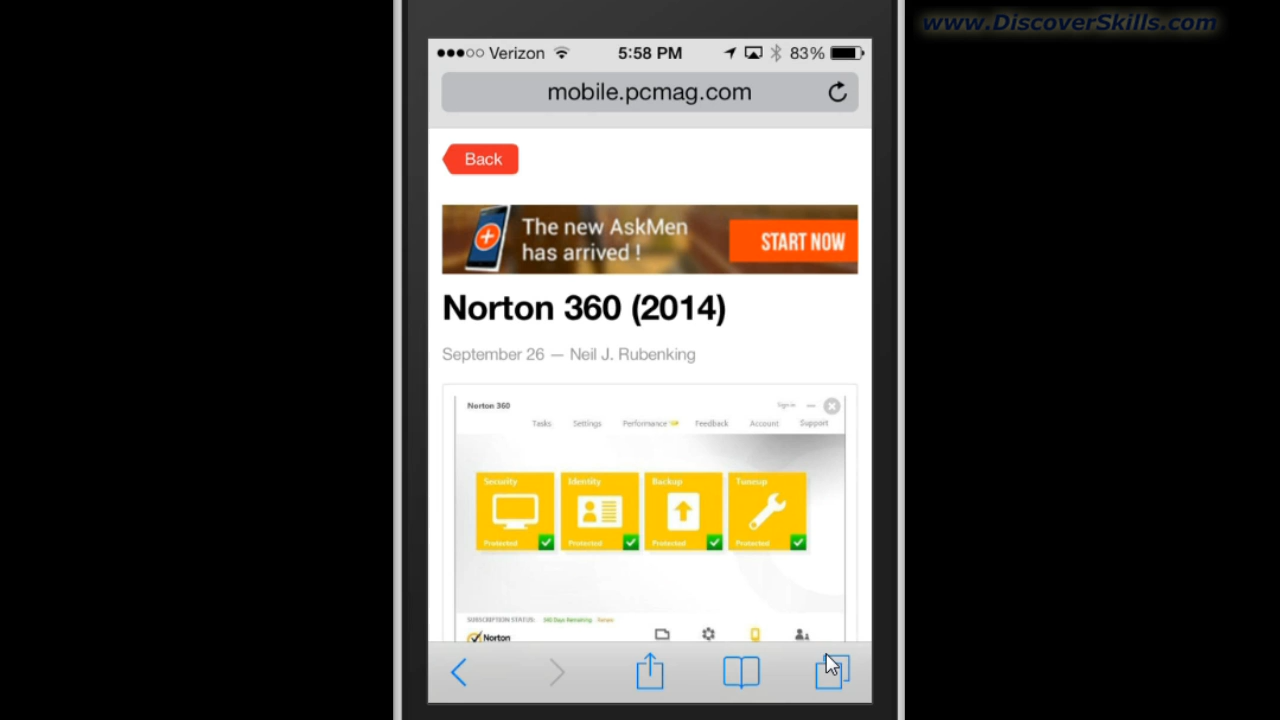 www.DiscoverSkills.com
Verizon 5:58 PM 83%
mobile.pcmag.com
Back
The new AskMen
has arrived !
START NOW
Norton 360 (2014)
September 26 — Neil J. Rubenking
Norton 360 Sign in
Tasks Settings Performance Feedback Account Support
Security Identity Backup Tuneup
Protected Protected Protected Protected
SUBSCRIPTION STATUS: Days Remaining
Norton